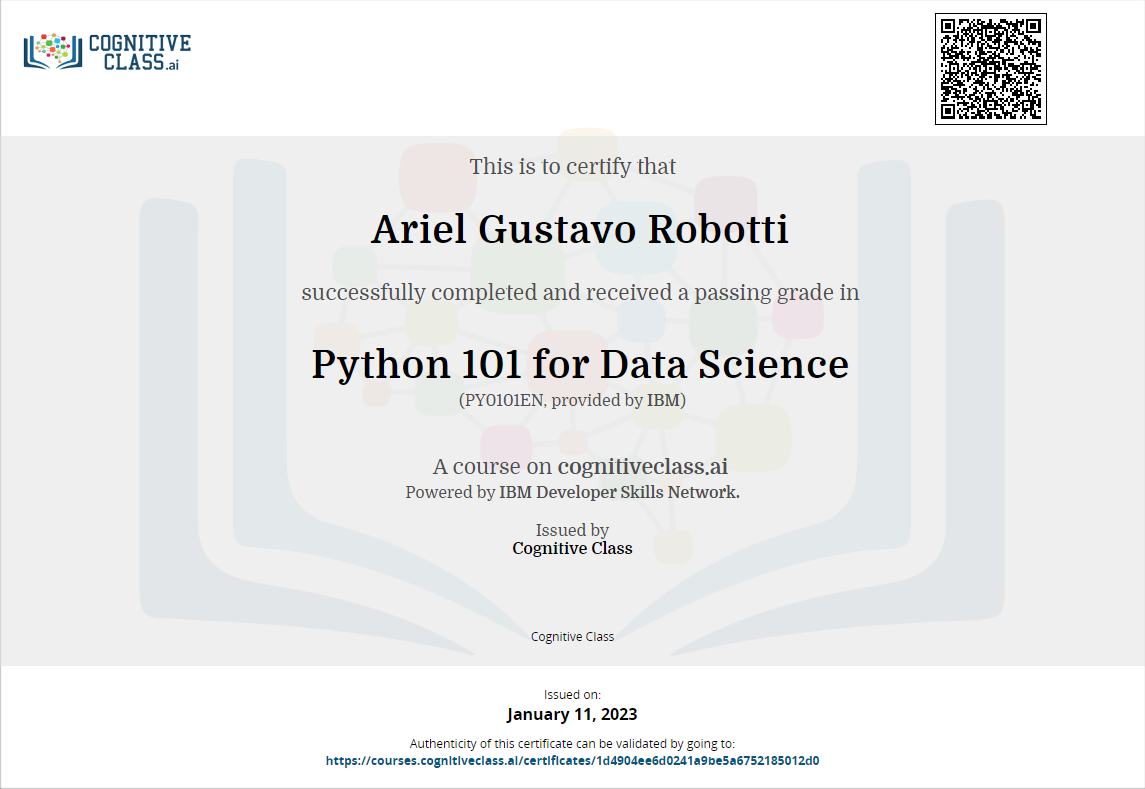 COGNITIVE
CLASS.ai
This is to certify that
Ariel Gustavo Robotti
successfully completed and received a passing grade in
Python 101 for Data Science
(PY0101EN, provided by IBM)
A course on cognitiveclass.ai
Powered by IBM Developer Skills Network.
Issued by
Cognitive Class
Cognitive Class
Issued on:
January 11, 2023
Authenticity of this certificate can be validated by going to:
https://courses.cognitiveclass.ai/certificates/1d4904ee6d0241a9be5a6752185012d0